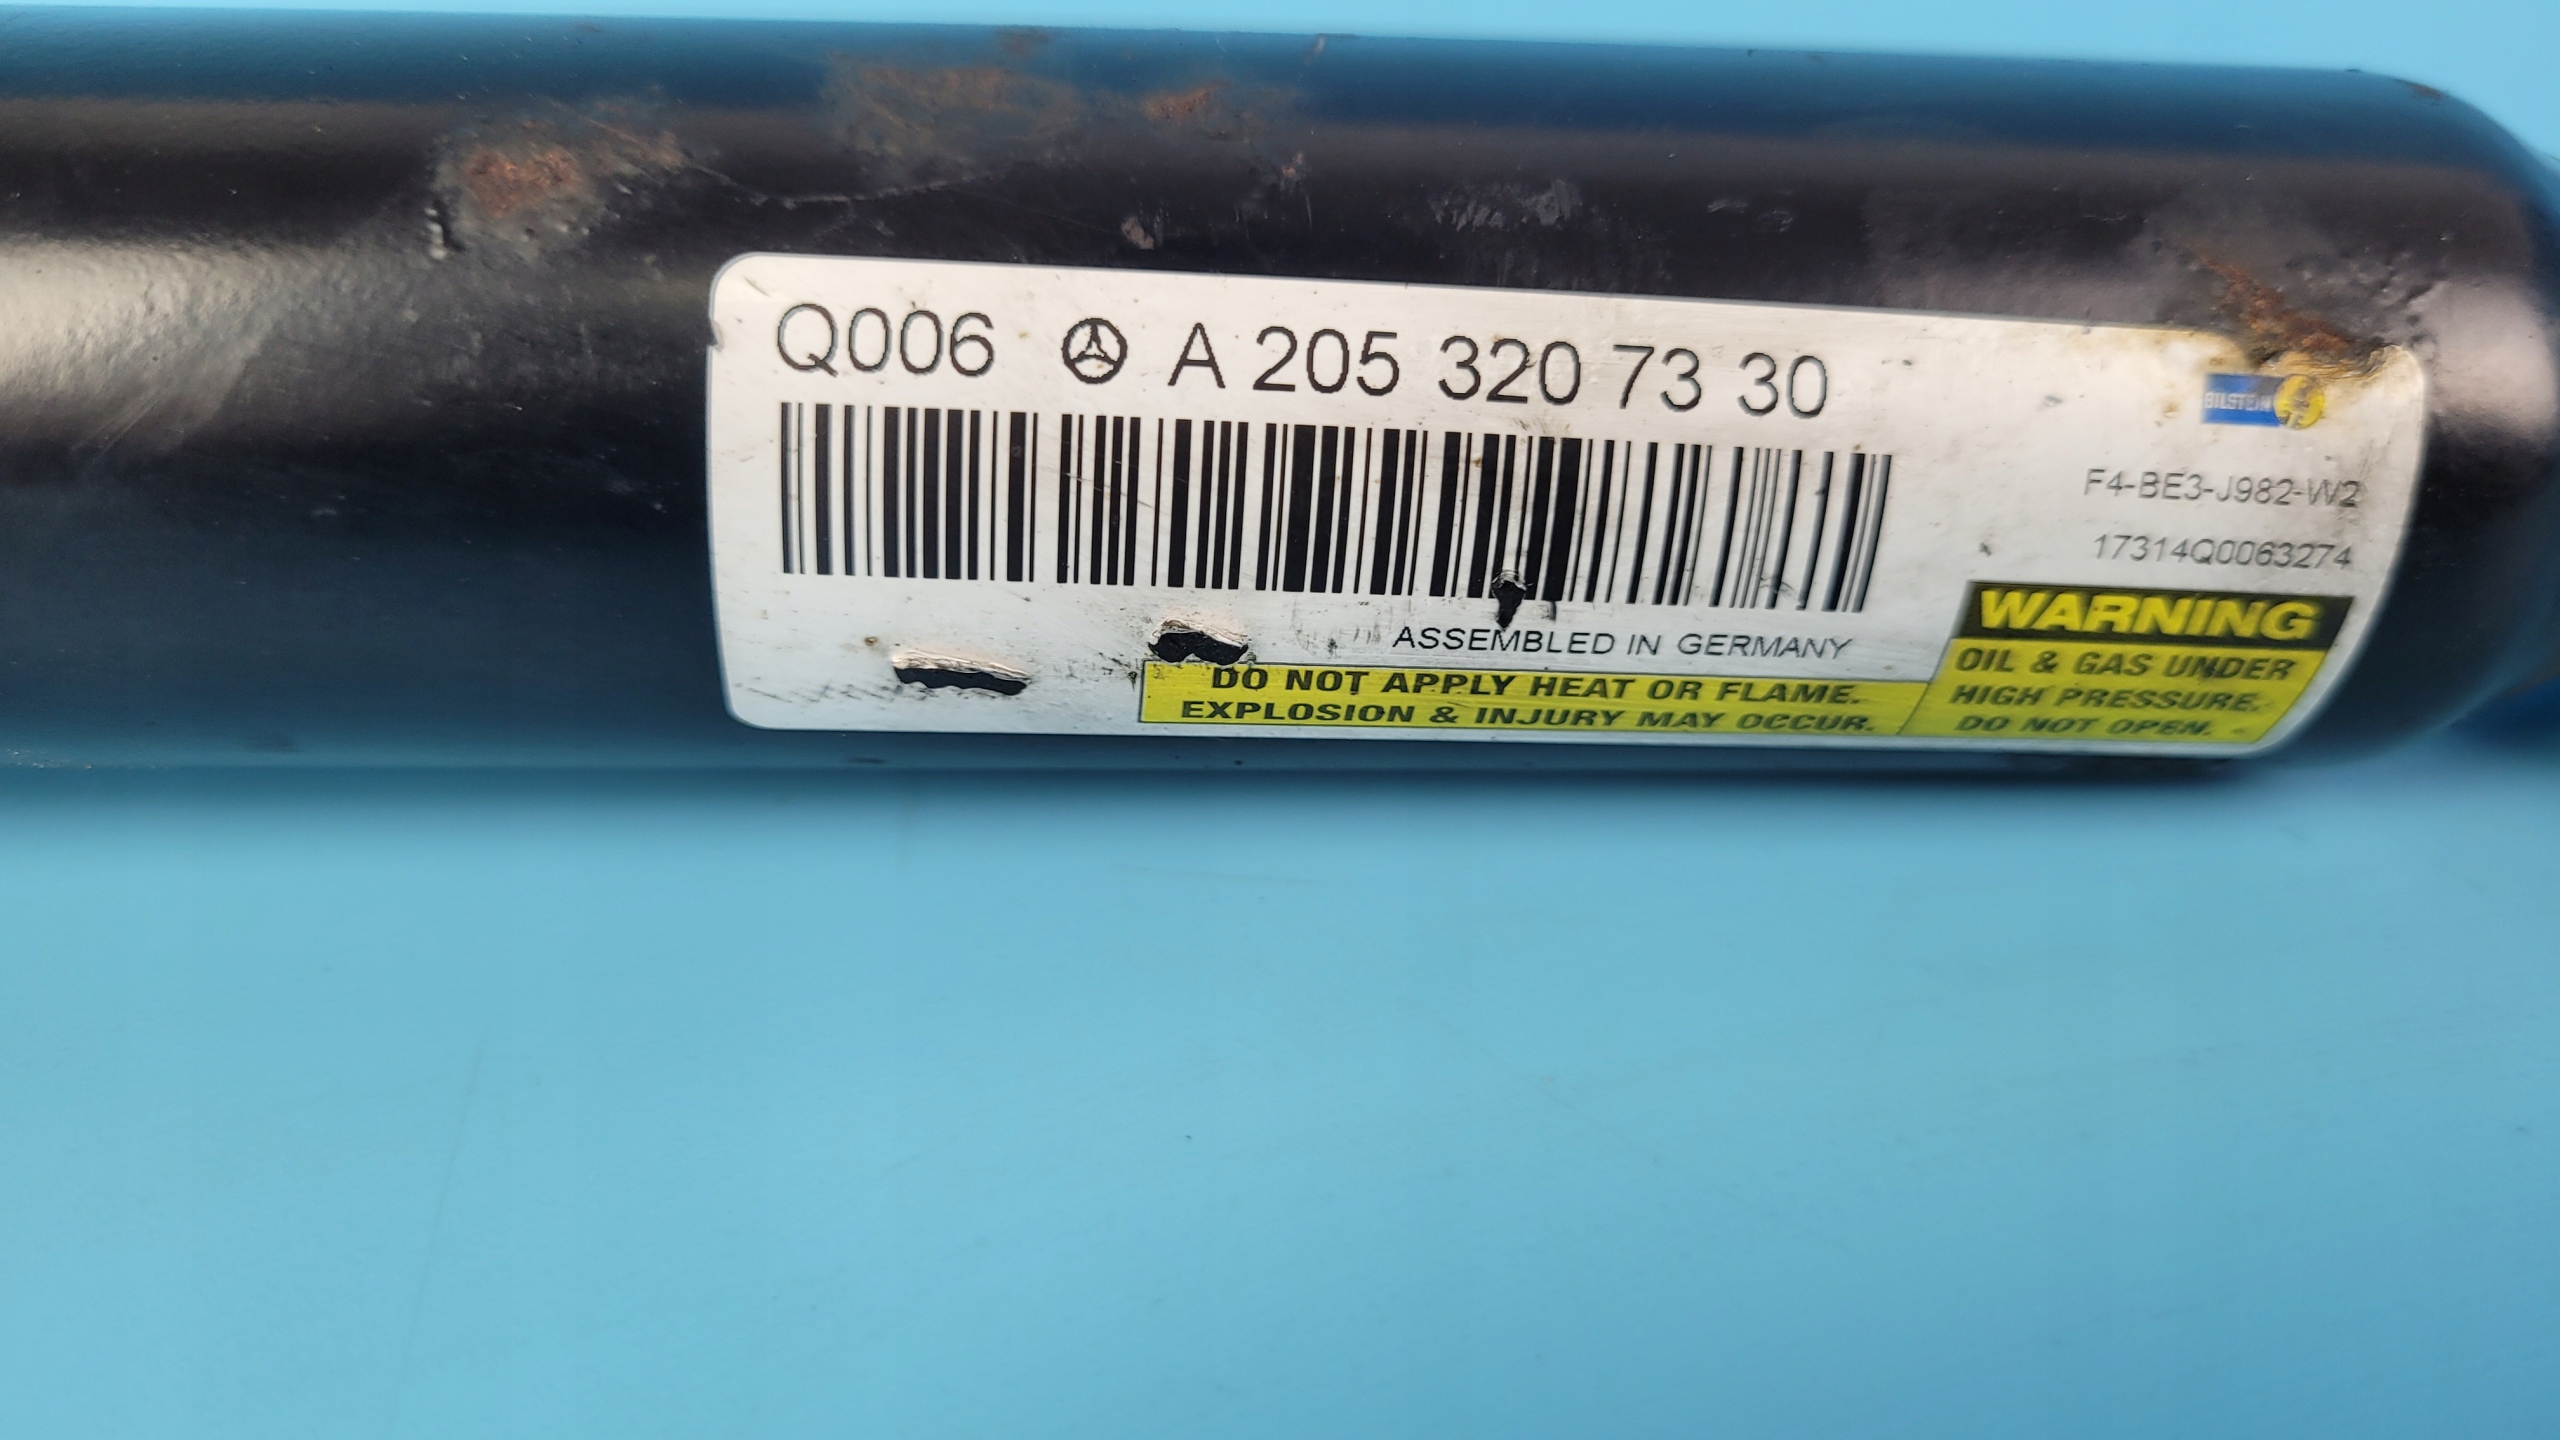 Q006 A 205 320 73 30
BILSTEIN
F4-BE3-J982-W2
17314Q0063274
ASSEMBLED IN GERMANY
DO NOT APPLY HEAT OR FLAME.
EXPLOSION & INJURY MAY OCCUR.
WARNING
OIL & GAS UNDER
HIGH PRESSURE.
DO NOT OPEN.